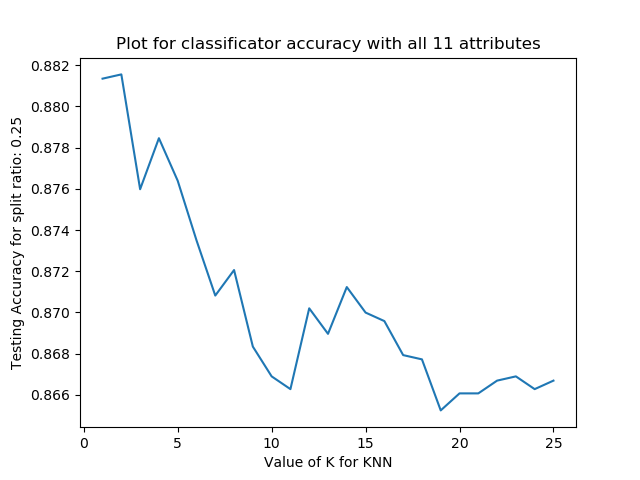 Plot for classificator accuracy with all 11 attributes
0.882
0.880
0.878
0.876
0.874
0.872
0.870
0.868
0.866
Testing Accuracy for split ratio: 0.25
0 5 10 15 20 25
Value of K for KNN